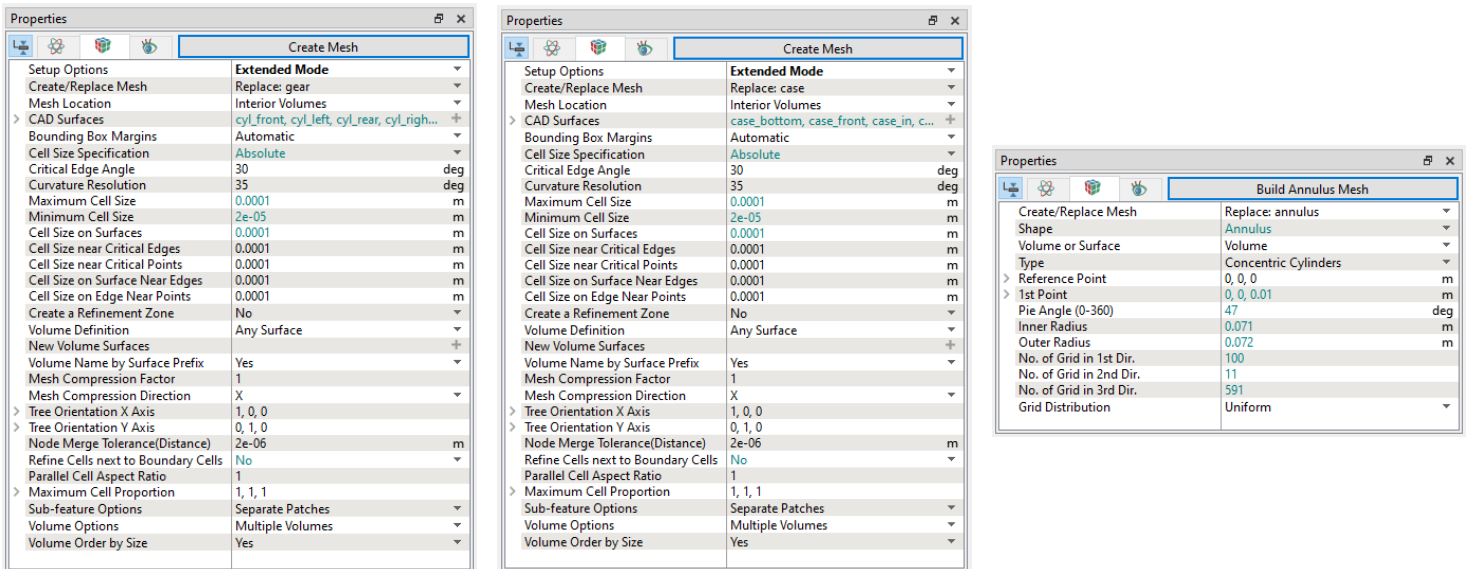 Properties
Create Mesh
Setup Options Extended Mode
Create/Replace Mesh Replace: gear
Mesh Location Interior Volumes
CAD Surfaces cyl_front, cyl_left, cyl_rear, cyl_righ...
Bounding Box Margins Automatic
Cell Size Specification Absolute
Critical Edge Angle 30 deg
Curvature Resolution 35 deg
Maximum Cell Size 0.0001 m
Minimum Cell Size 2e-05 m
Cell Size on Surfaces 0.0001 m
Cell Size near Critical Edges 0.0001 m
Cell Size near Critical Points 0.0001 m
Cell Size on Surface Near Edges 0.0001 m
Cell Size on Edge Near Points 0.0001 m
Create a Refinement Zone No
Volume Definition Any Surface
New Volume Surfaces
Volume Name by Surface Prefix Yes
Mesh Compression Factor 1
Mesh Compression Direction X
Tree Orientation X Axis 1, 0, 0
Tree Orientation Y Axis 0, 1, 0
Node Merge Tolerance(Distance) 2e-06 m
Refine Cells next to Boundary Cells No
Parallel Cell Aspect Ratio 1
Maximum Cell Proportion 1, 1, 1
Sub-feature Options Separate Patches
Volume Options Multiple Volumes
Volume Order by Size Yes
Properties
Create Mesh
Setup Options Extended Mode
Create/Replace Mesh Replace: case
Mesh Location Interior Volumes
CAD Surfaces case_bottom, case_front, case_in, c...
Bounding Box Margins Automatic
Cell Size Specification Absolute
Critical Edge Angle 30 deg
Curvature Resolution 35 deg
Maximum Cell Size 0.0001 m
Minimum Cell Size 2e-05 m
Cell Size on Surfaces 0.0001 m
Cell Size near Critical Edges 0.0001 m
Cell Size near Critical Points 0.0001 m
Cell Size on Surface Near Edges 0.0001 m
Cell Size on Edge Near Points 0.0001 m
Create a Refinement Zone No
Volume Definition Any Surface
New Volume Surfaces
Volume Name by Surface Prefix Yes
Mesh Compression Factor 1
Mesh Compression Direction X
Tree Orientation X Axis 1, 0, 0
Tree Orientation Y Axis 0, 1, 0
Node Merge Tolerance(Distance) 2e-06 m
Refine Cells next to Boundary Cells No
Parallel Cell Aspect Ratio 1
Maximum Cell Proportion 1, 1, 1
Sub-feature Options Separate Patches
Volume Options Multiple Volumes
Volume Order by Size Yes
Properties
Build Annulus Mesh
Create/Replace Mesh Replace: annulus
Shape Annulus
Volume or Surface Volume
Type Concentric Cylinders
Reference Point 0, 0, 0 m
1st Point 0, 0, 0.01 m
Pie Angle (0-360) 47 deg
Inner Radius 0.071 m
Outer Radius 0.072 m
No. of Grid in 1st Dir. 100
No. of Grid in 2nd Dir. 11
No. of Grid in 3rd Dir. 591
Grid Distribution Uniform